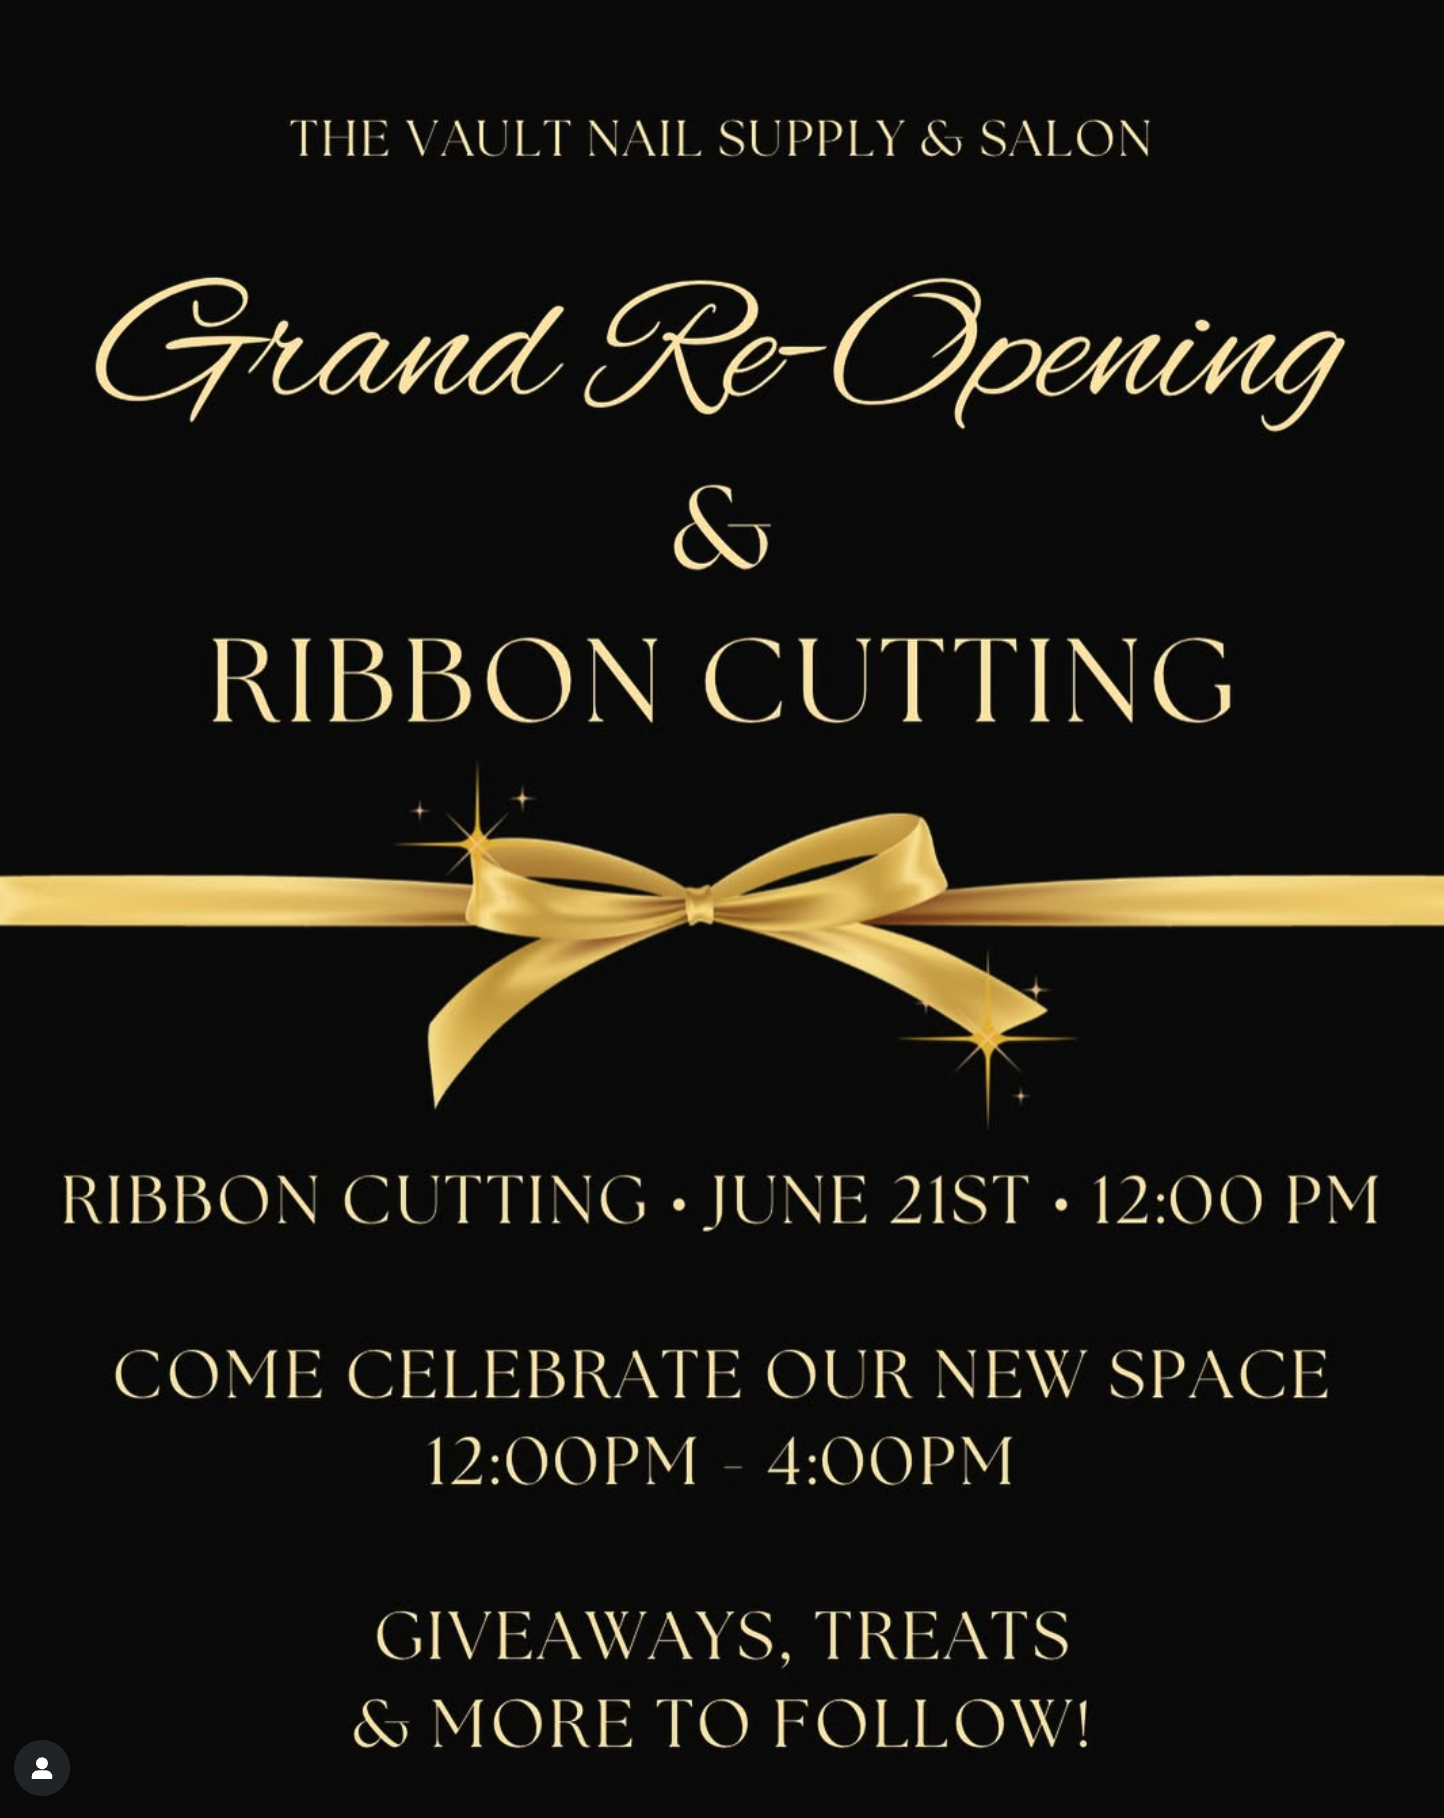 THE VAULT NAIL SUPPLY & SALON
Grand Re-Opening
&
RIBBON CUTTING
RIBBON CUTTING • JUNE 21ST • 12:00 PM
COME CELEBRATE OUR NEW SPACE
12:00PM - 4:00PM
GIVEAWAYS, TREATS
& MORE TO FOLLOW!